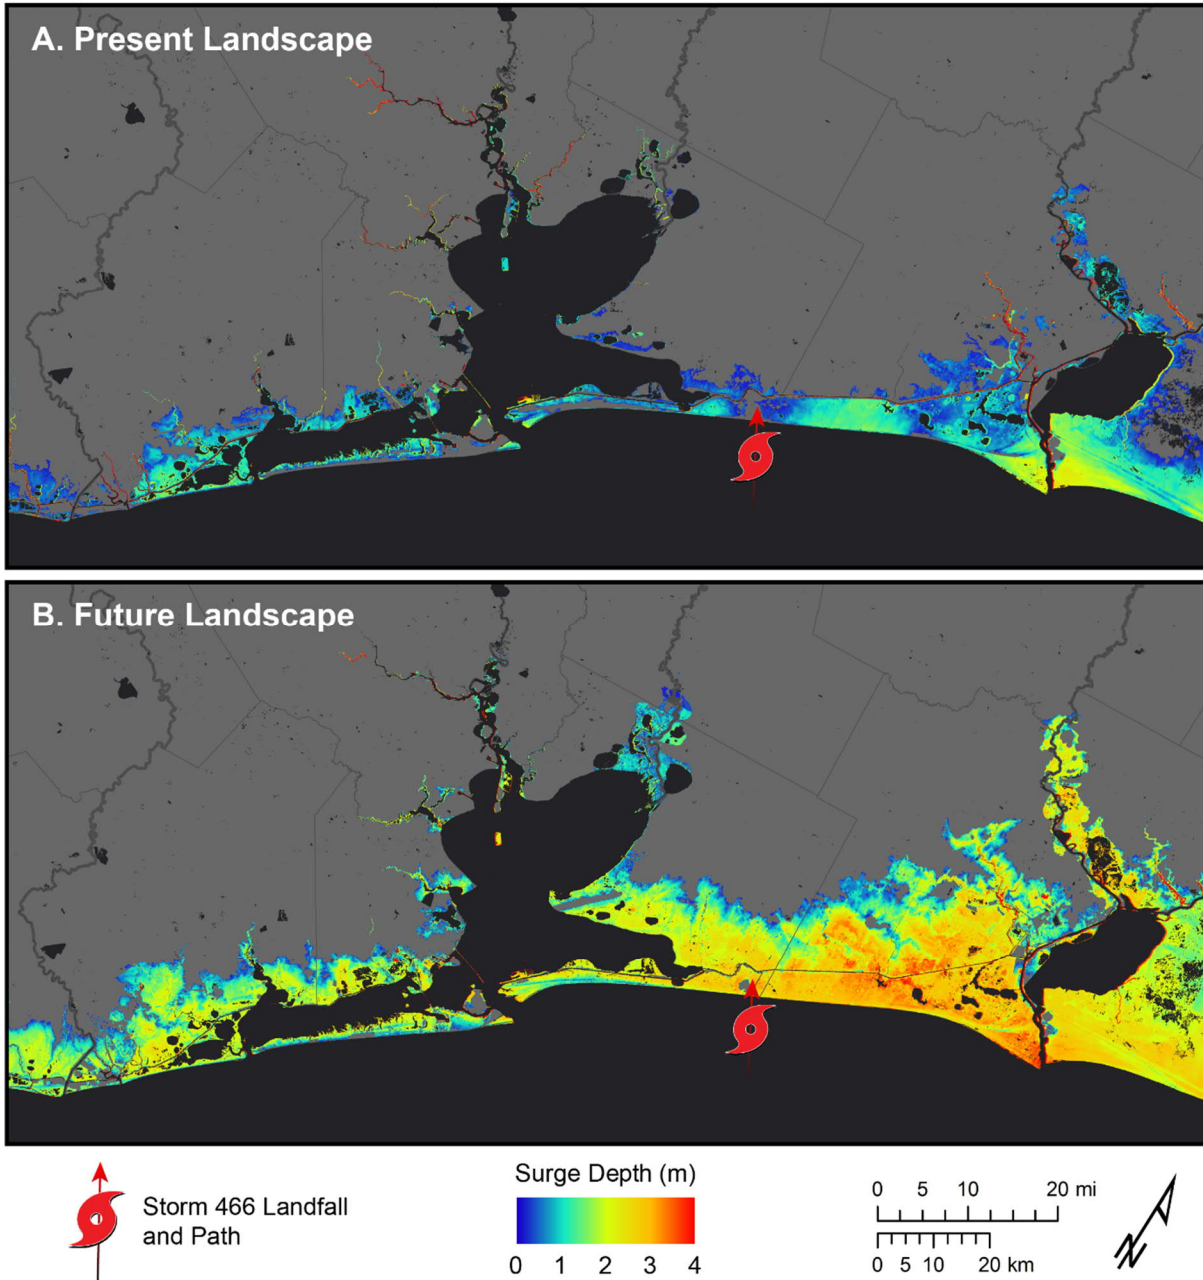 A. Present Landscape
B. Future Landscape
Storm 466 Landfall
and Path
Surge Depth (m)
0 1 2 3 4
0 5 10 20 mi
0 5 10 20 km
N